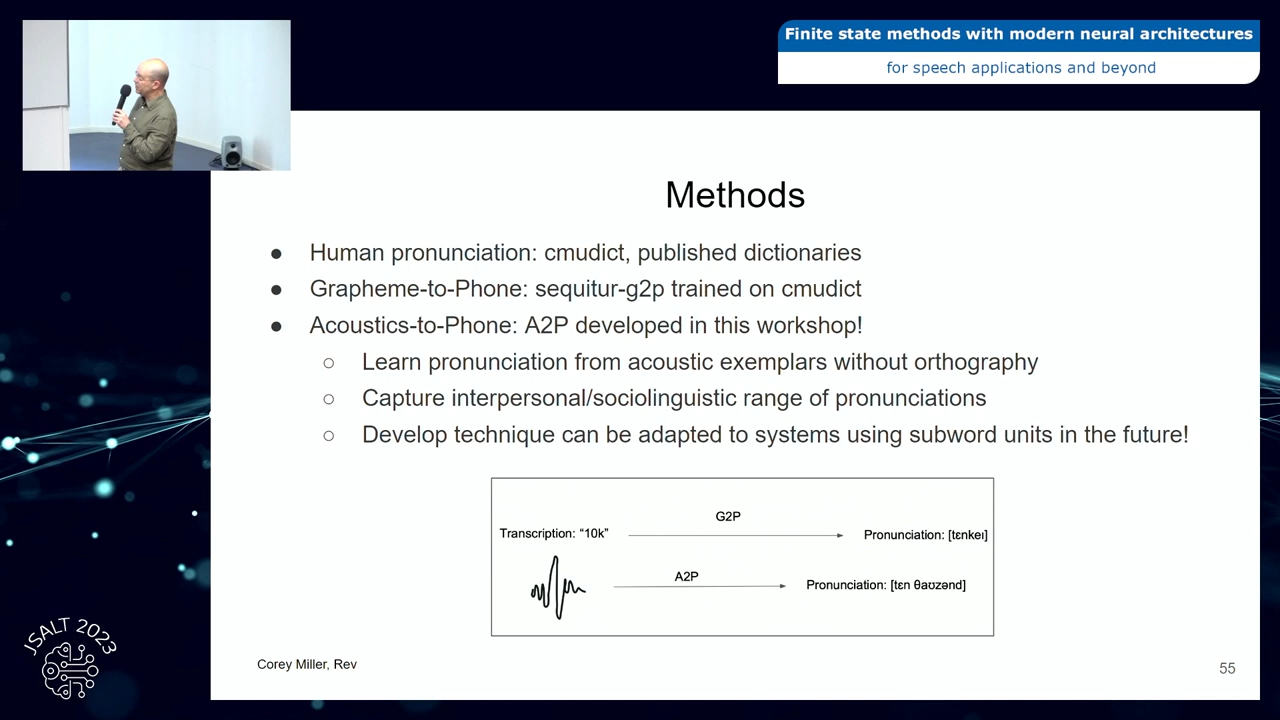 Finite state methods with modern neural architectures
for speech applications and beyond
Methods
● Human pronunciation: cmudict, published dictionaries
● Grapheme-to-Phone: sequitur-g2p trained on cmudict
● Acoustics-to-Phone: A2P developed in this workshop!
○ Learn pronunciation from acoustic exemplars without orthography
○ Capture interpersonal/sociolinguistic range of pronunciations
○ Develop technique can be adapted to systems using subword units in the future!
G2P
Transcription: “10k”
Pronunciation: [tɛnkeɪ]
A2P
Pronunciation: [tɛn θaʊzənd]
JSALT 2023
Corey Miller, Rev
55